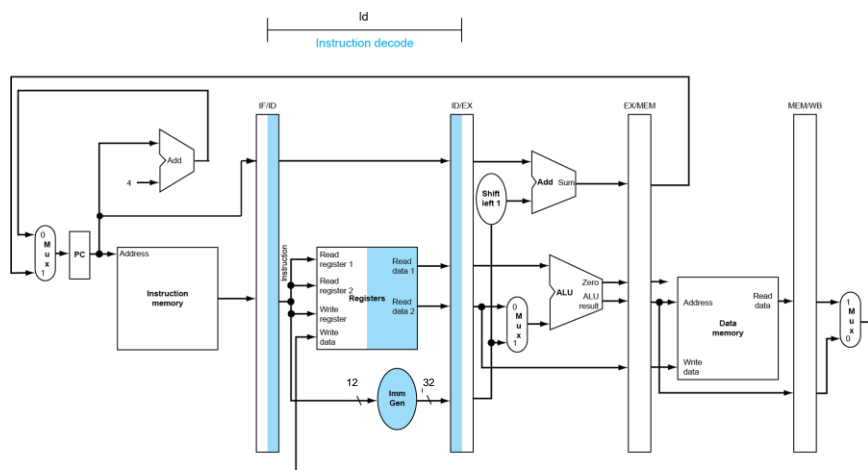 ld
Instruction decode
IF/ID
ID/EX
EX/MEM
MEM/WB
Add
4
Add Sum
Shift
left 1
0
M
u
x
1
PC
Address
Instruction
memory
Instruction
Read
register 1
Read
register 2
Write
register
Write
data
Registers
Read
data 1
Read
data 2
Zero
ALU
ALU
result
0
M
u
x
1
Address
Read
data
Data
memory
Write
data
1
M
u
x
0
12
Imm
Gen
32